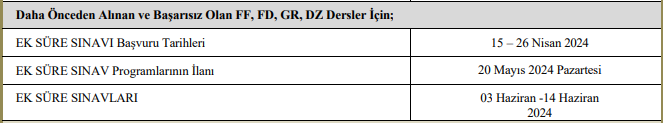 Daha Önceden Alınan ve Başarısız Olan FF, FD, GR, DZ Dersler İçin;
EK SÜRE SINAVI Başvuru Tarihleri 15 – 26 Nisan 2024
EK SÜRE SINAV Programlarının İlanı 20 Mayıs 2024 Pazartesi
EK SÜRE SINAVLARI 03 Haziran -14 Haziran
2024